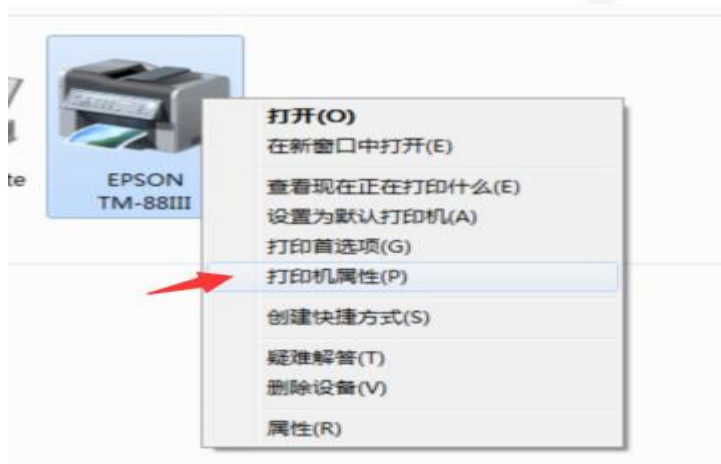 te
EPSON
TM-88III
打开(O)
在新窗口中打开(E)
查看现在正在打印什么(E)
设置为默认打印机(A)
打印首选项(G)
打印机属性(P)
创建快捷方式(S)
疑难解答(T)
删除设备(V)
属性(R)